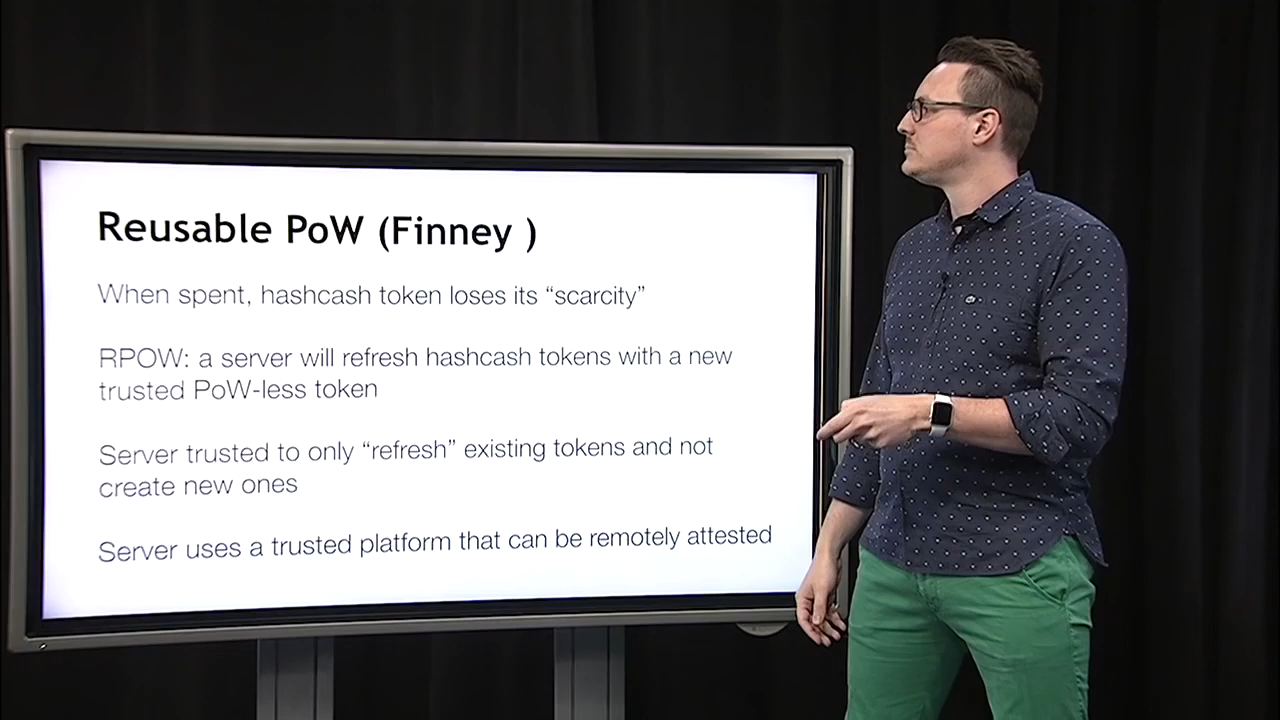 Reusable PoW (Finney )
When spent, hashcash token loses its “scarcity”
RPOW: a server will refresh hashcash tokens with a new
trusted PoW-less token
Server trusted to only “refresh” existing tokens and not
create new ones
Server uses a trusted platform that can be remotely attested